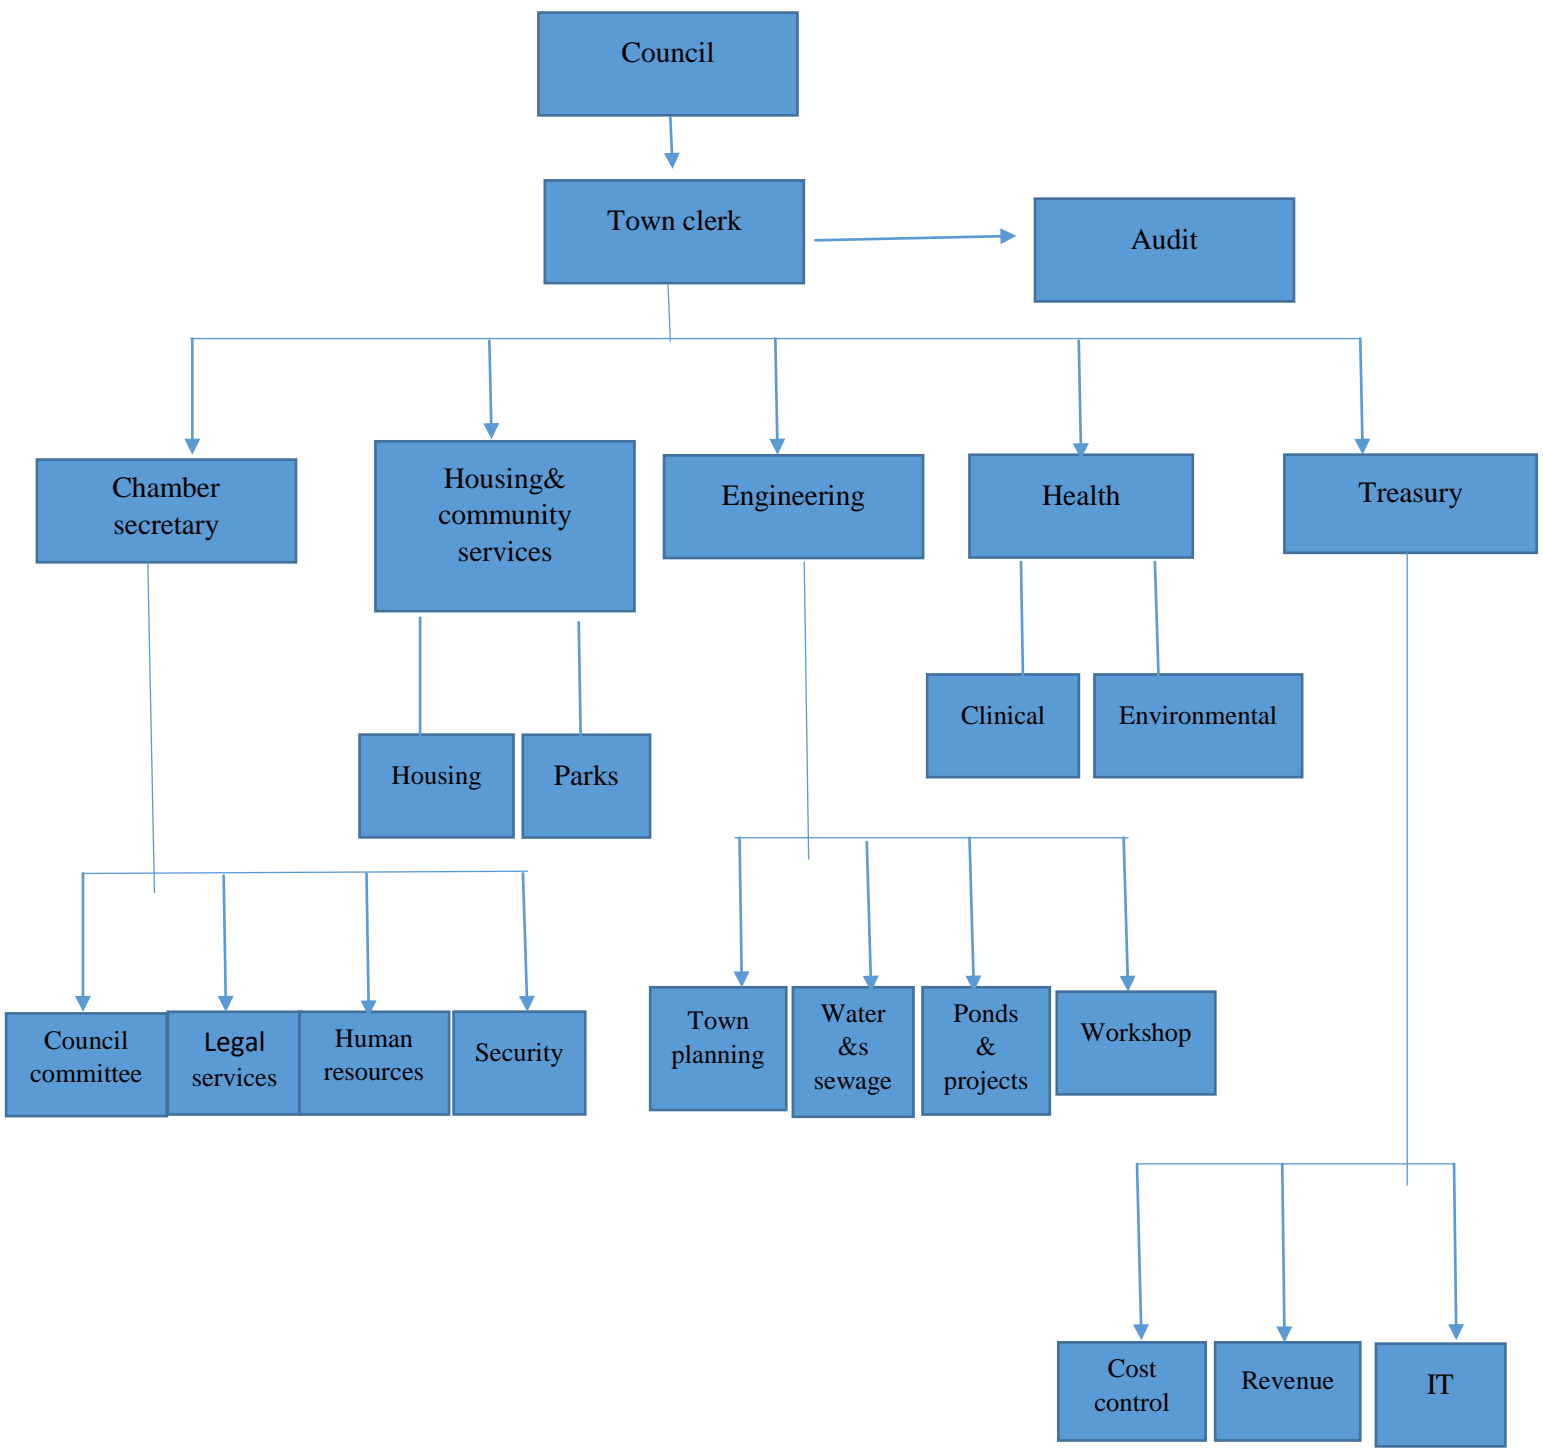 Council
Town clerk
Audit
Chamber
secretary
Housing&
community
services
Engineering
Health
Treasury
Clinical
Environmental
Housing
Parks
Council
committee
Legal
services
Human
resources
Security
Town
planning
Water
&s
sewage
Ponds
&
projects
Workshop
Cost
control
Revenue
IT